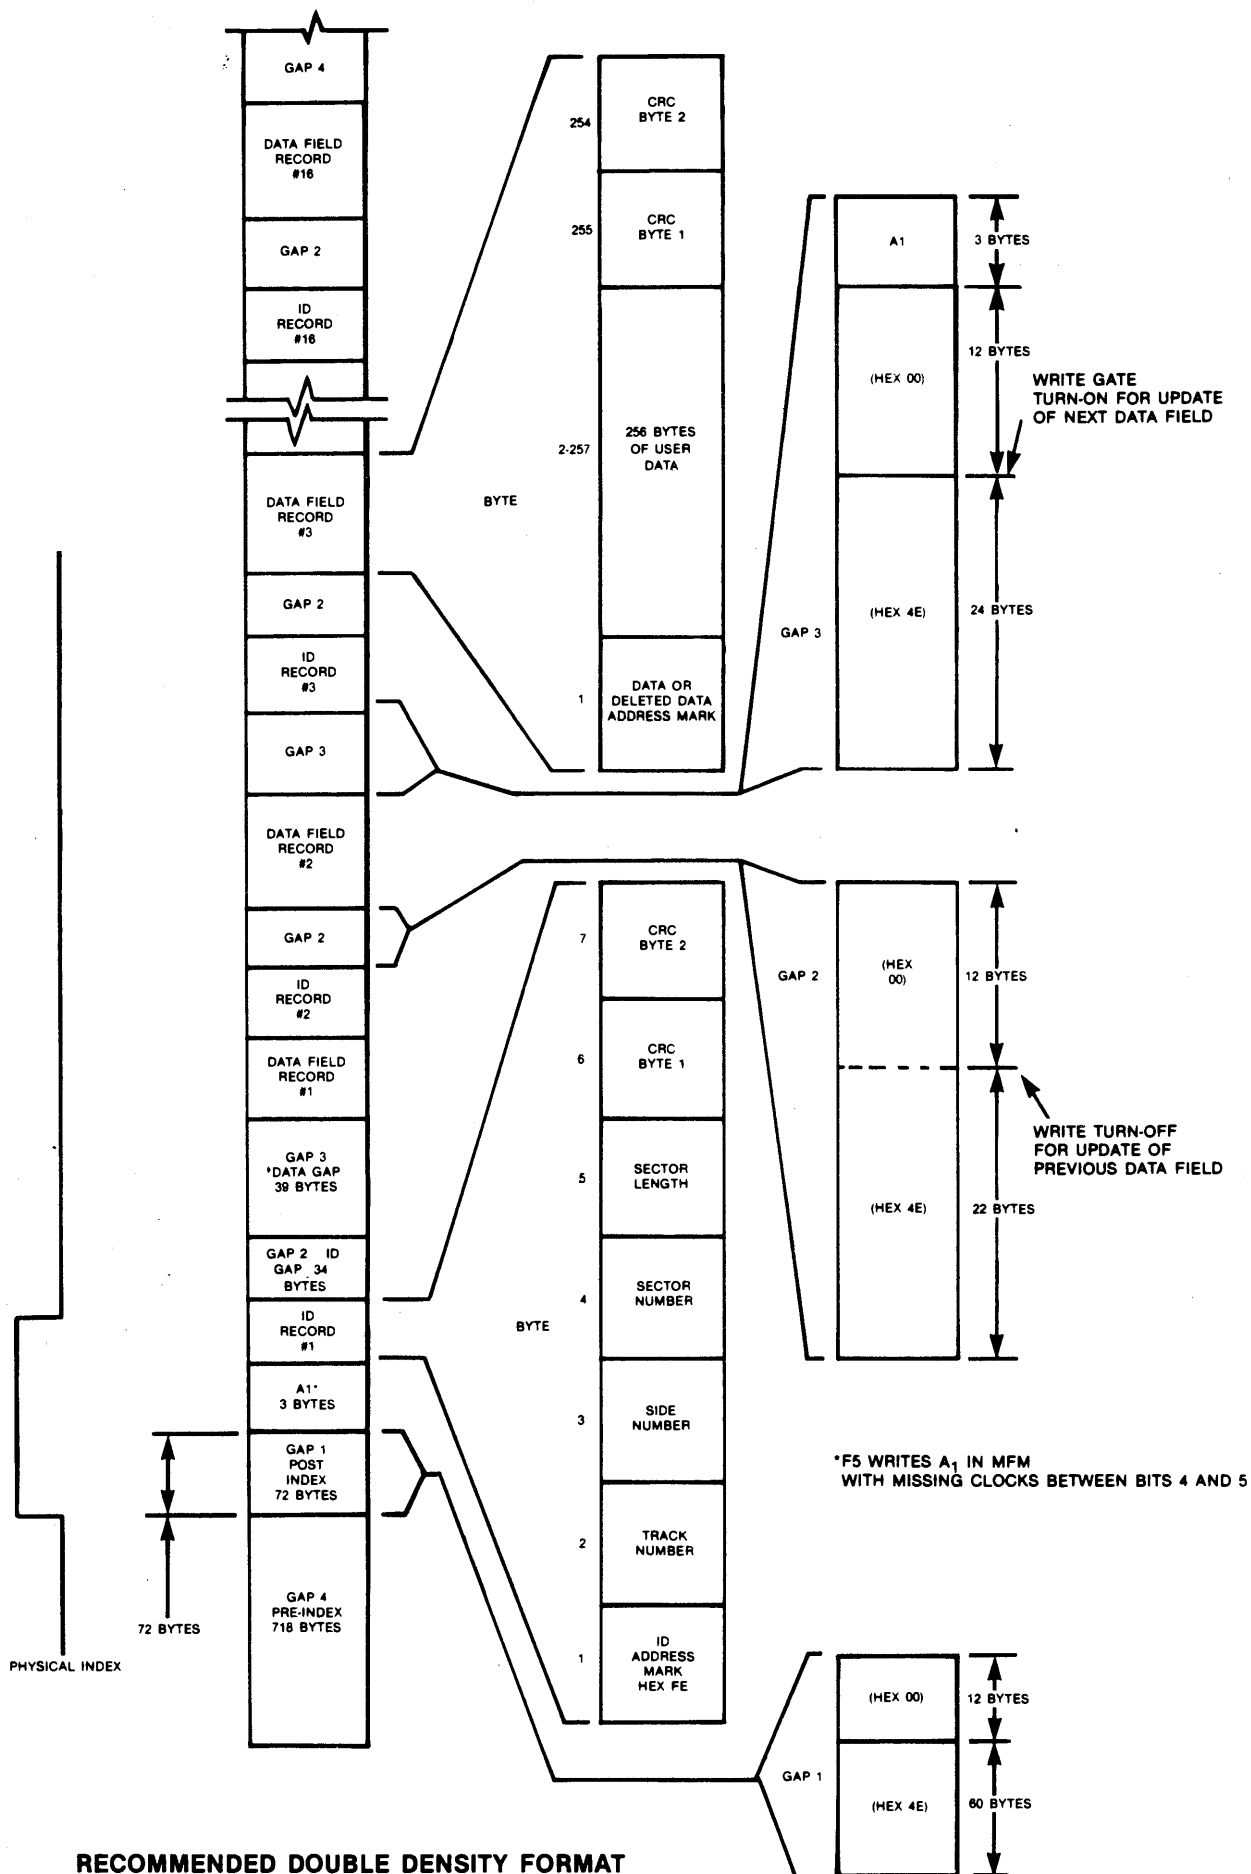 GAP 4
DATA FIELD
RECORD
#16
GAP 2
ID
RECORD
#16
DATA FIELD
RECORD
#3
GAP 2
ID
RECORD
#3
GAP 3
DATA FIELD
RECORD
#2
GAP 2
ID
RECORD
#2
DATA FIELD
RECORD
#1
GAP 3
*DATA GAP
39 BYTES
GAP 2 ID
GAP 34
BYTES
ID
RECORD
#1
A1*
3 BYTES
GAP 1
POST
INDEX
72 BYTES
GAP 4
PRE-INDEX
718 BYTES
72 BYTES
PHYSICAL INDEX
BYTE
254
CRC
BYTE 2
255
CRC
BYTE 1
2-257
256 BYTES
OF USER
DATA
1
DATA OR
DELETED DATA
ADDRESS MARK
GAP 3
A1
3 BYTES
(HEX 00)
12 BYTES
WRITE GATE
TURN-ON FOR UPDATE
OF NEXT DATA FIELD
(HEX 4E)
24 BYTES
BYTE
7
CRC
BYTE 2
6
CRC
BYTE 1
5
SECTOR
LENGTH
4
SECTOR
NUMBER
3
SIDE
NUMBER
2
TRACK
NUMBER
1
ID
ADDRESS
MARK
HEX FE
GAP 2
(HEX
00)
12 BYTES
WRITE TURN-OFF
FOR UPDATE OF
PREVIOUS DATA FIELD
(HEX 4E)
22 BYTES
*F5 WRITES A1 IN MFM
WITH MISSING CLOCKS BETWEEN BITS 4 AND 5
GAP 1
(HEX 00)
12 BYTES
(HEX 4E)
60 BYTES
RECOMMENDED DOUBLE DENSITY FORMAT